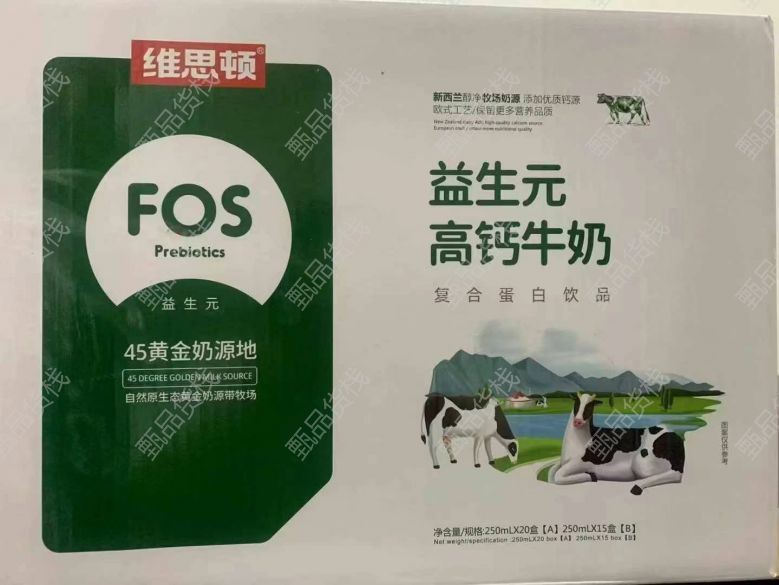 维思顿®
FOS
Prebiotics
益生元
45黄金奶源地
45 DEGREE GOLDEN MILK SOURCE
自然原生态黄金奶源带牧场
新西兰醇净牧场奶源 添加优质钙源
欧式工艺/保留更多营养品质
益生元
高钙牛奶
复合蛋白饮品
图案仅供参考
净含量/规格:250mLX20盒【A】250mLX15盒【B】
Net weight/specification :250mLX20 box【A】 250mLX15 box【B】
甄品货栈